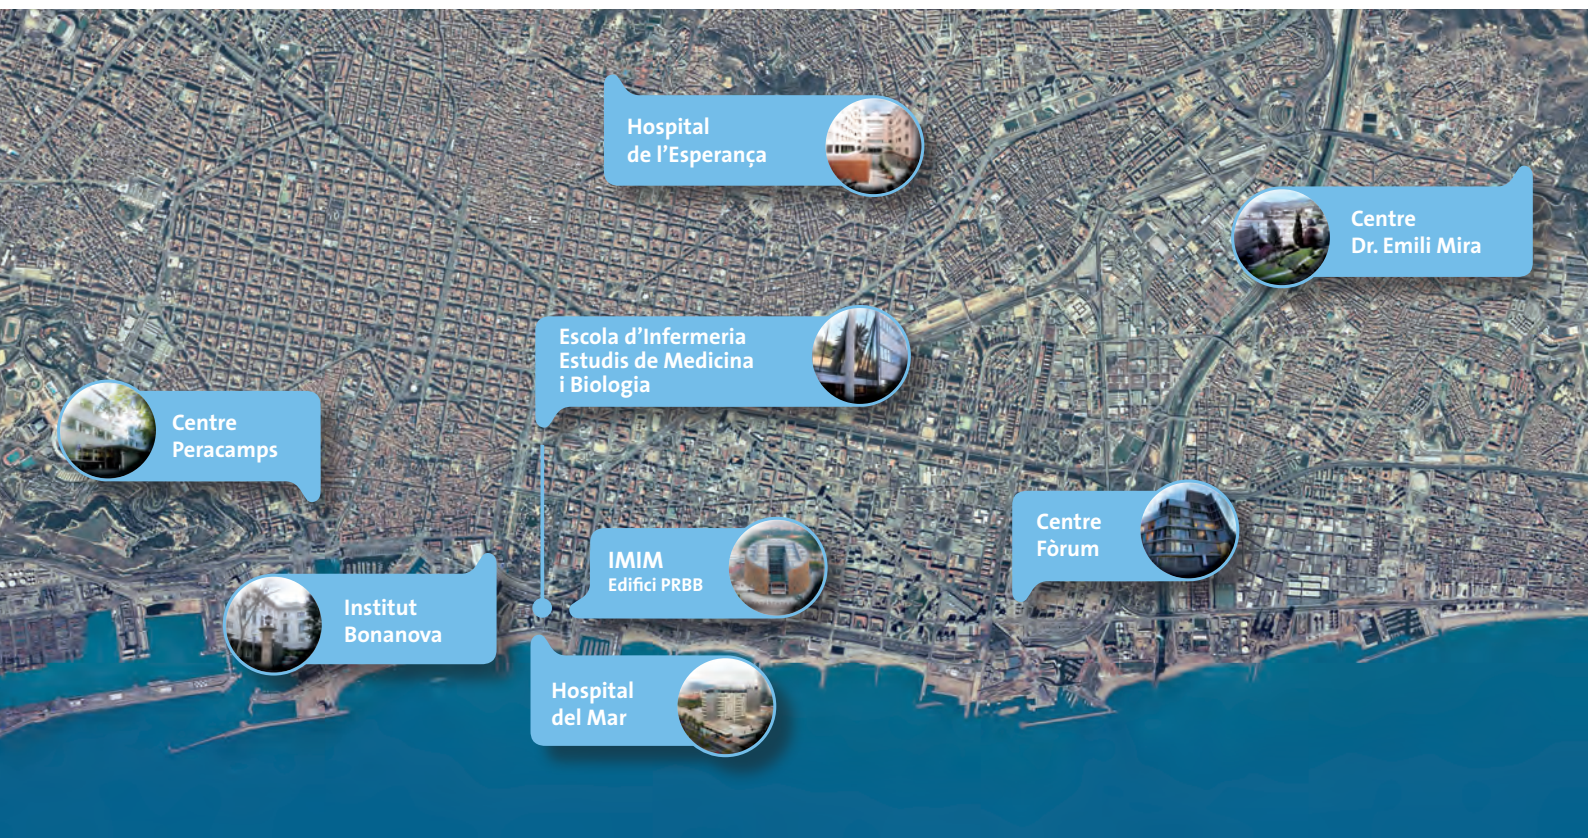 Hospital
de l’Esperança
Centre
Dr. Emili Mira
Escola d’Infermeria
Estudis de Medicina
i Biologia
Centre
Peracamps
Centre
Fòrum
IMIM
Edifici PRBB
Institut
Bonanova
Hospital
del Mar